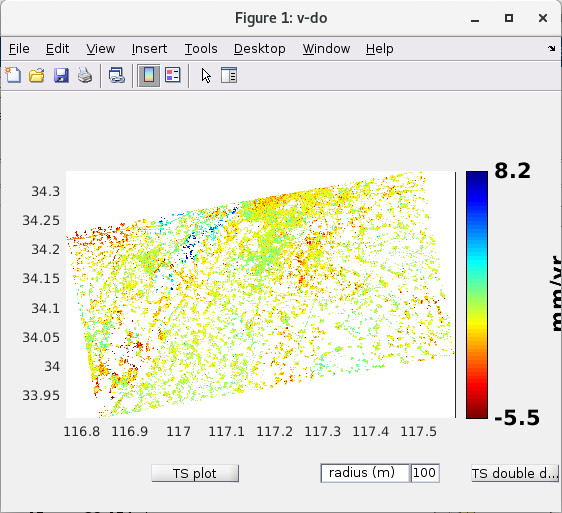 Figure 1: v-do
File Edit View Insert Tools Desktop Window Help
8.2
34.3
34.25
34.2
34.15
34.1
34.05
34
33.95
mm/yr
-5.5
116.8 116.9 117 117.1 117.2 117.3 117.4 117.5
TS plot radius (m) 100 TS double d...